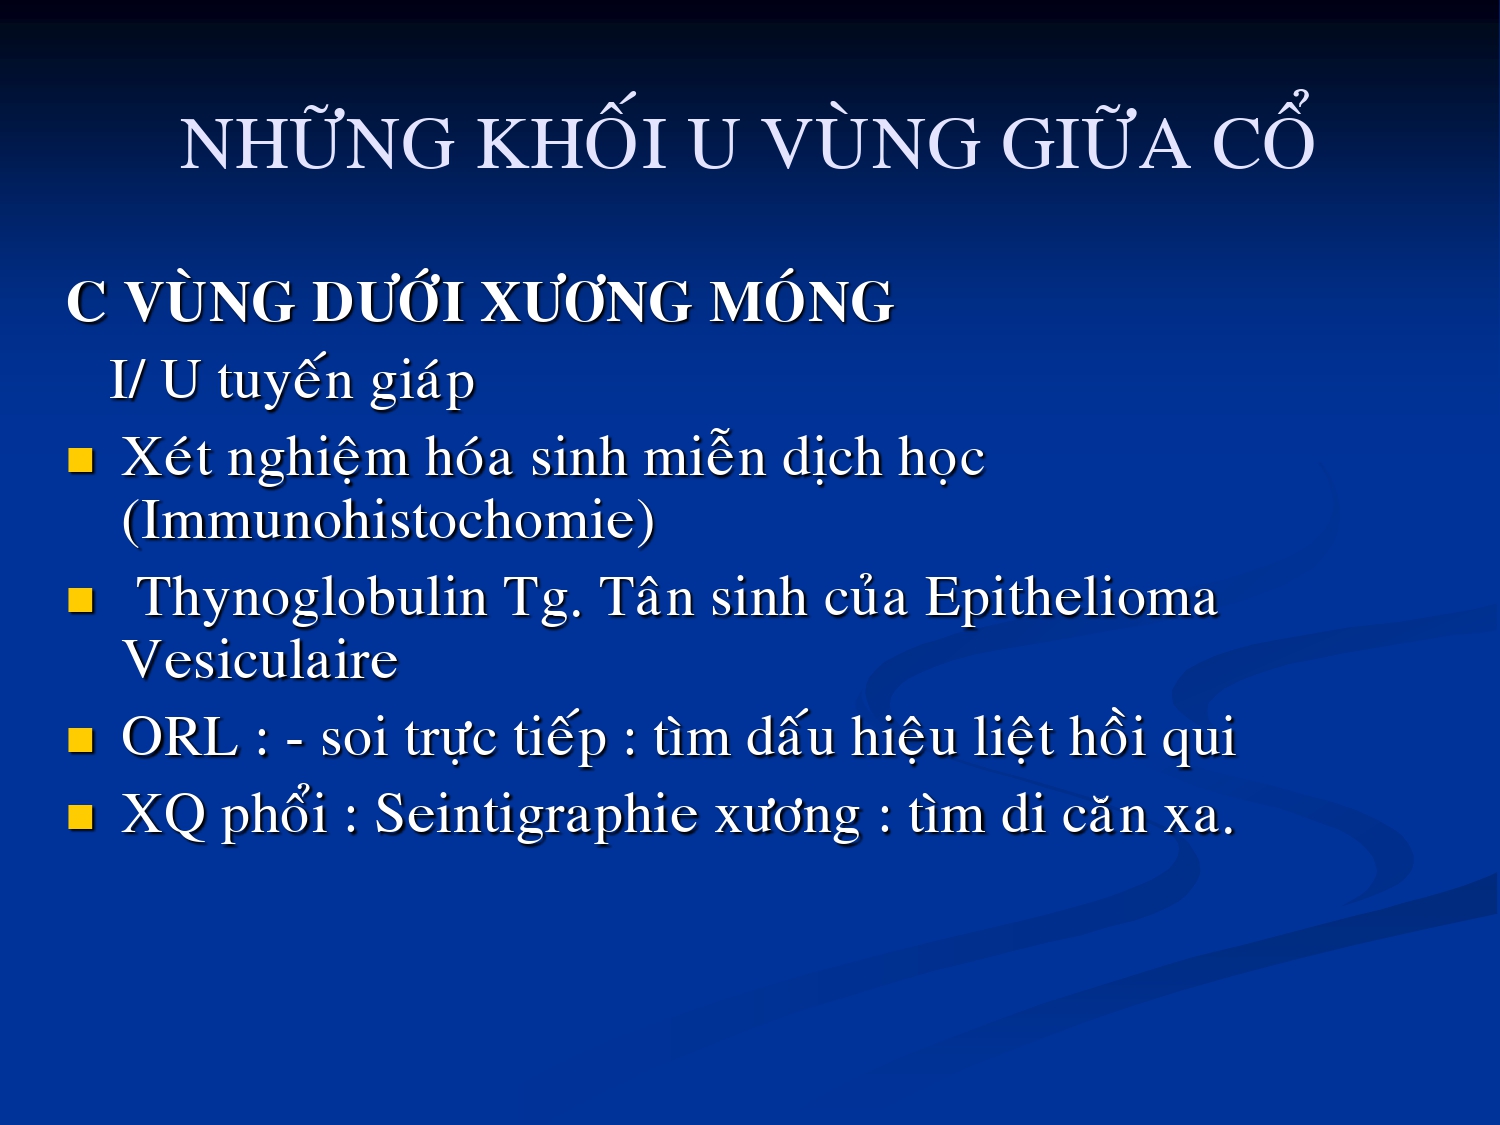 NHỮNG KHỐI U VÙNG GIỮA CỔ
C VÙNG DƯỚI XƯƠNG MÓNG
I/ U tuyến giáp
Xét nghiệm hóa sinh miễn dịch học
(Immunohistochomie)
Thynoglobulin Tg. Tân sinh của Epithelioma
Vesiculaire
ORL : - soi trực tiếp : tìm dấu hiệu liệt hồi qui
XQ phổi : Seintigraphie xương : tìm di căn xa.